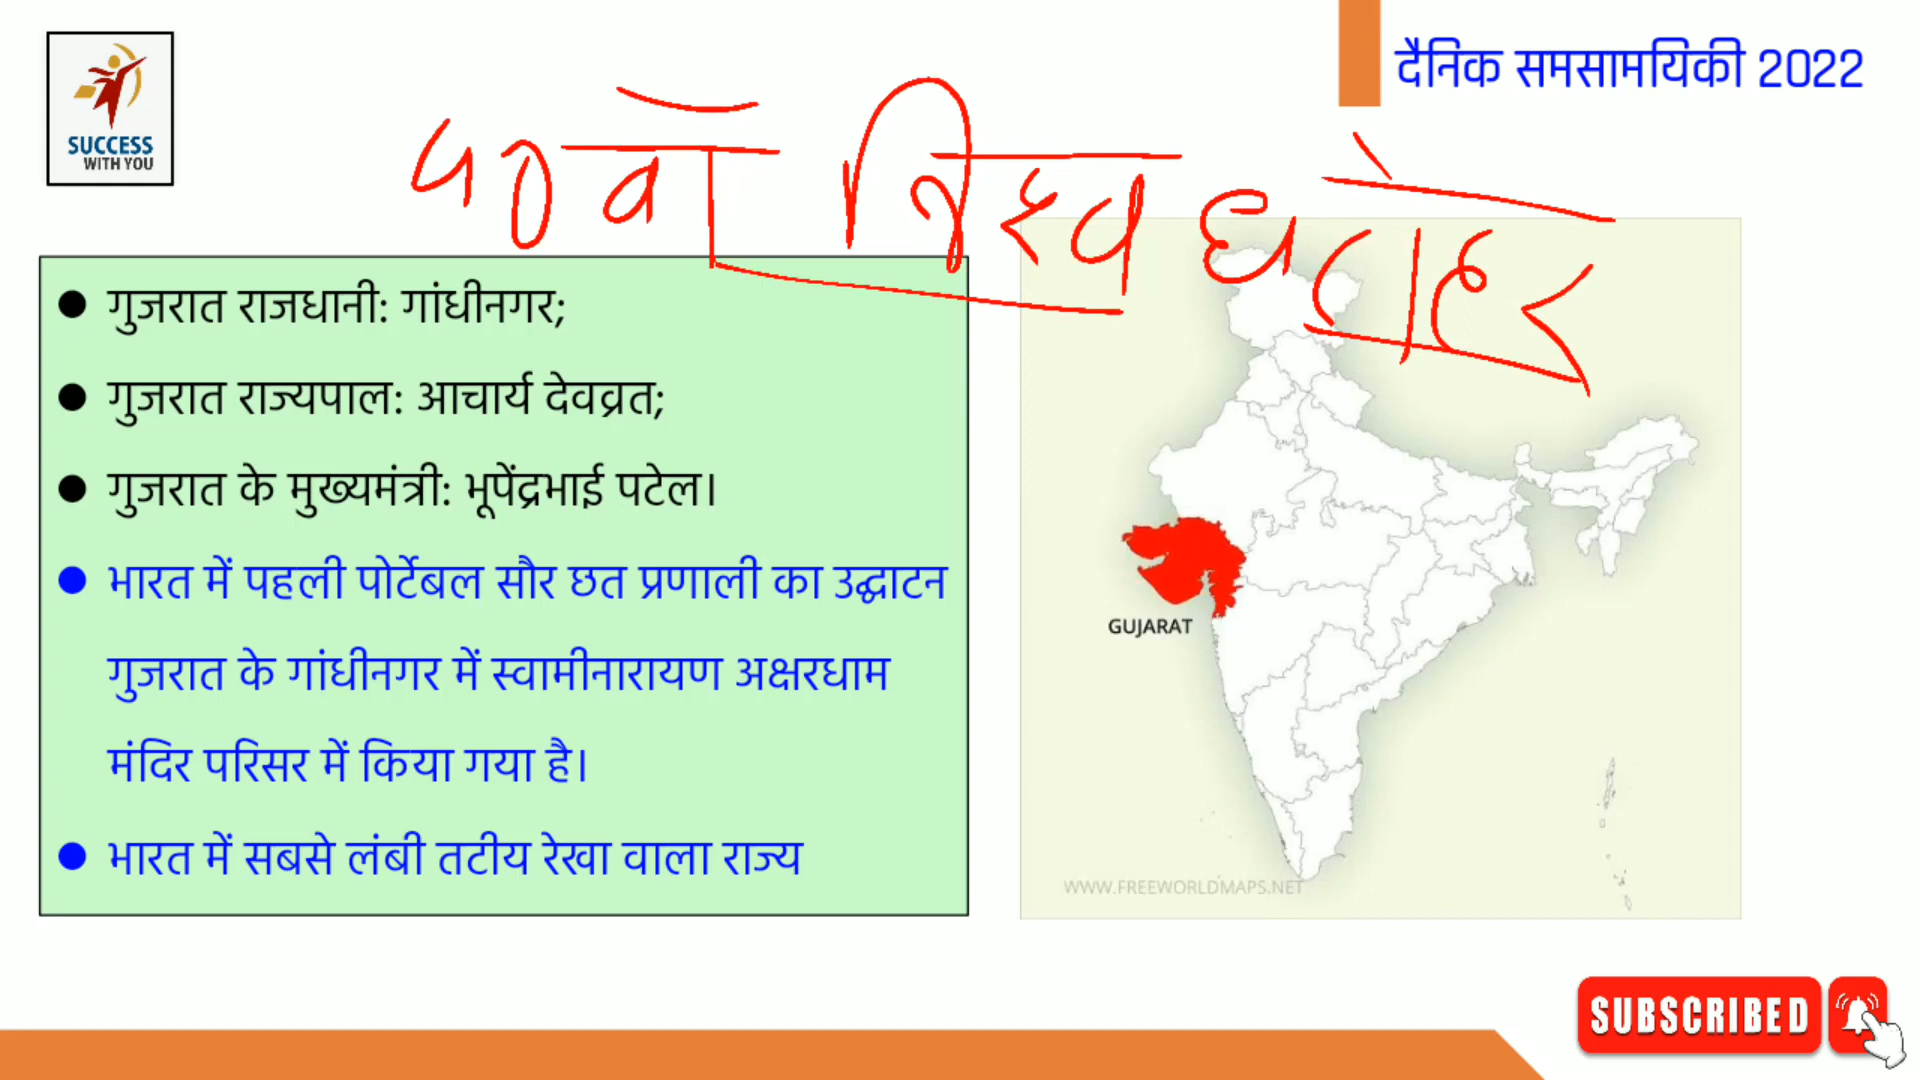 दैनिक समसामयिकी 2022
SUCCESS
WITH YOU
40वां विश्व धरोहर
गुजरात राजधानी: गांधीनगर;
गुजरात राज्यपाल: आचार्य देवव्रत;
गुजरात के मुख्यमंत्री: भूपेंद्रभाई पटेल।
भारत में पहली पोर्टेबल सौर छत प्रणाली का उद्घाटन
गुजरात के गांधीनगर में स्वामीनारायण अक्षरधाम
मंदिर परिसर में किया गया है।
भारत में सबसे लंबी तटीय रेखा वाला राज्य
GUJARAT
WWW.FREEWORLDMAPS.NET
SUBSCRIBED